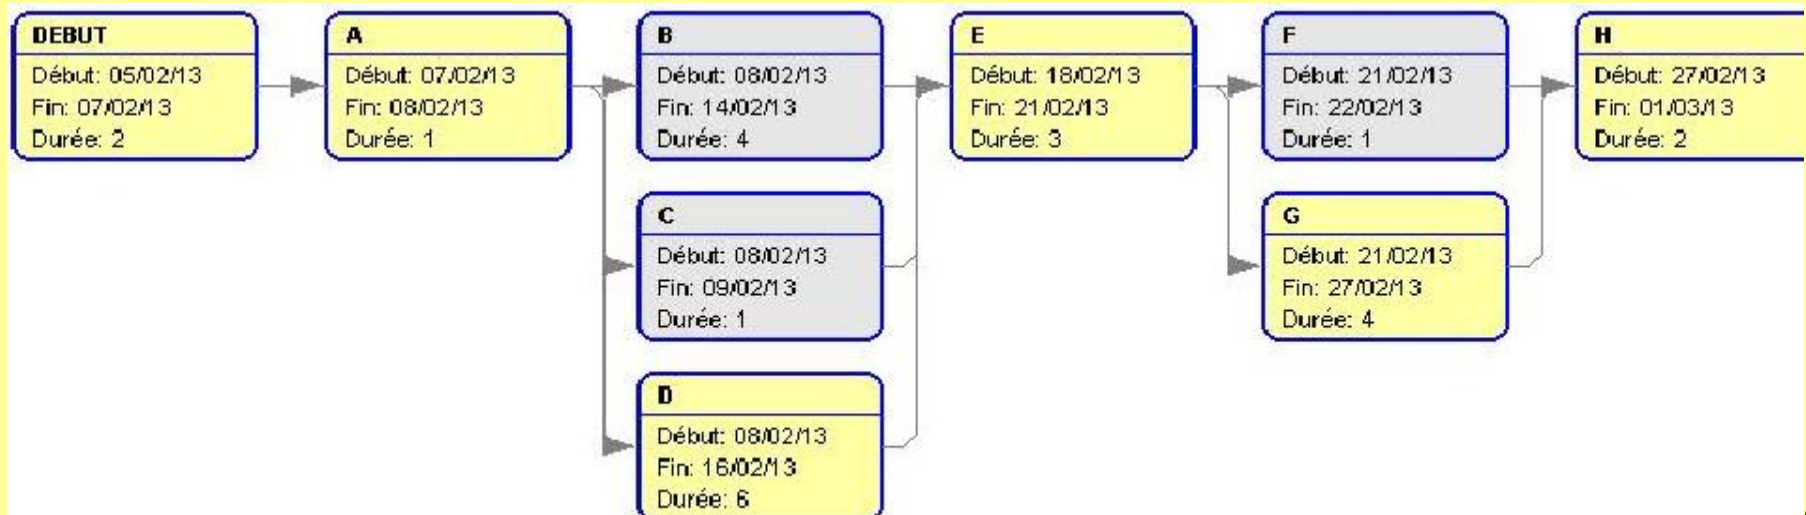 DEBUT
Début: 05/02/13
Fin: 07/02/13
Durée: 2
A
Début: 07/02/13
Fin: 08/02/13
Durée: 1
B
Début: 08/02/13
Fin: 14/02/13
Durée: 4
C
Début: 08/02/13
Fin: 09/02/13
Durée: 1
D
Début: 08/02/13
Fin: 16/02/13
Durée: 6
E
Début: 18/02/13
Fin: 21/02/13
Durée: 3
F
Début: 21/02/13
Fin: 22/02/13
Durée: 1
G
Début: 21/02/13
Fin: 27/02/13
Durée: 4
H
Début: 27/02/13
Fin: 01/03/13
Durée: 2